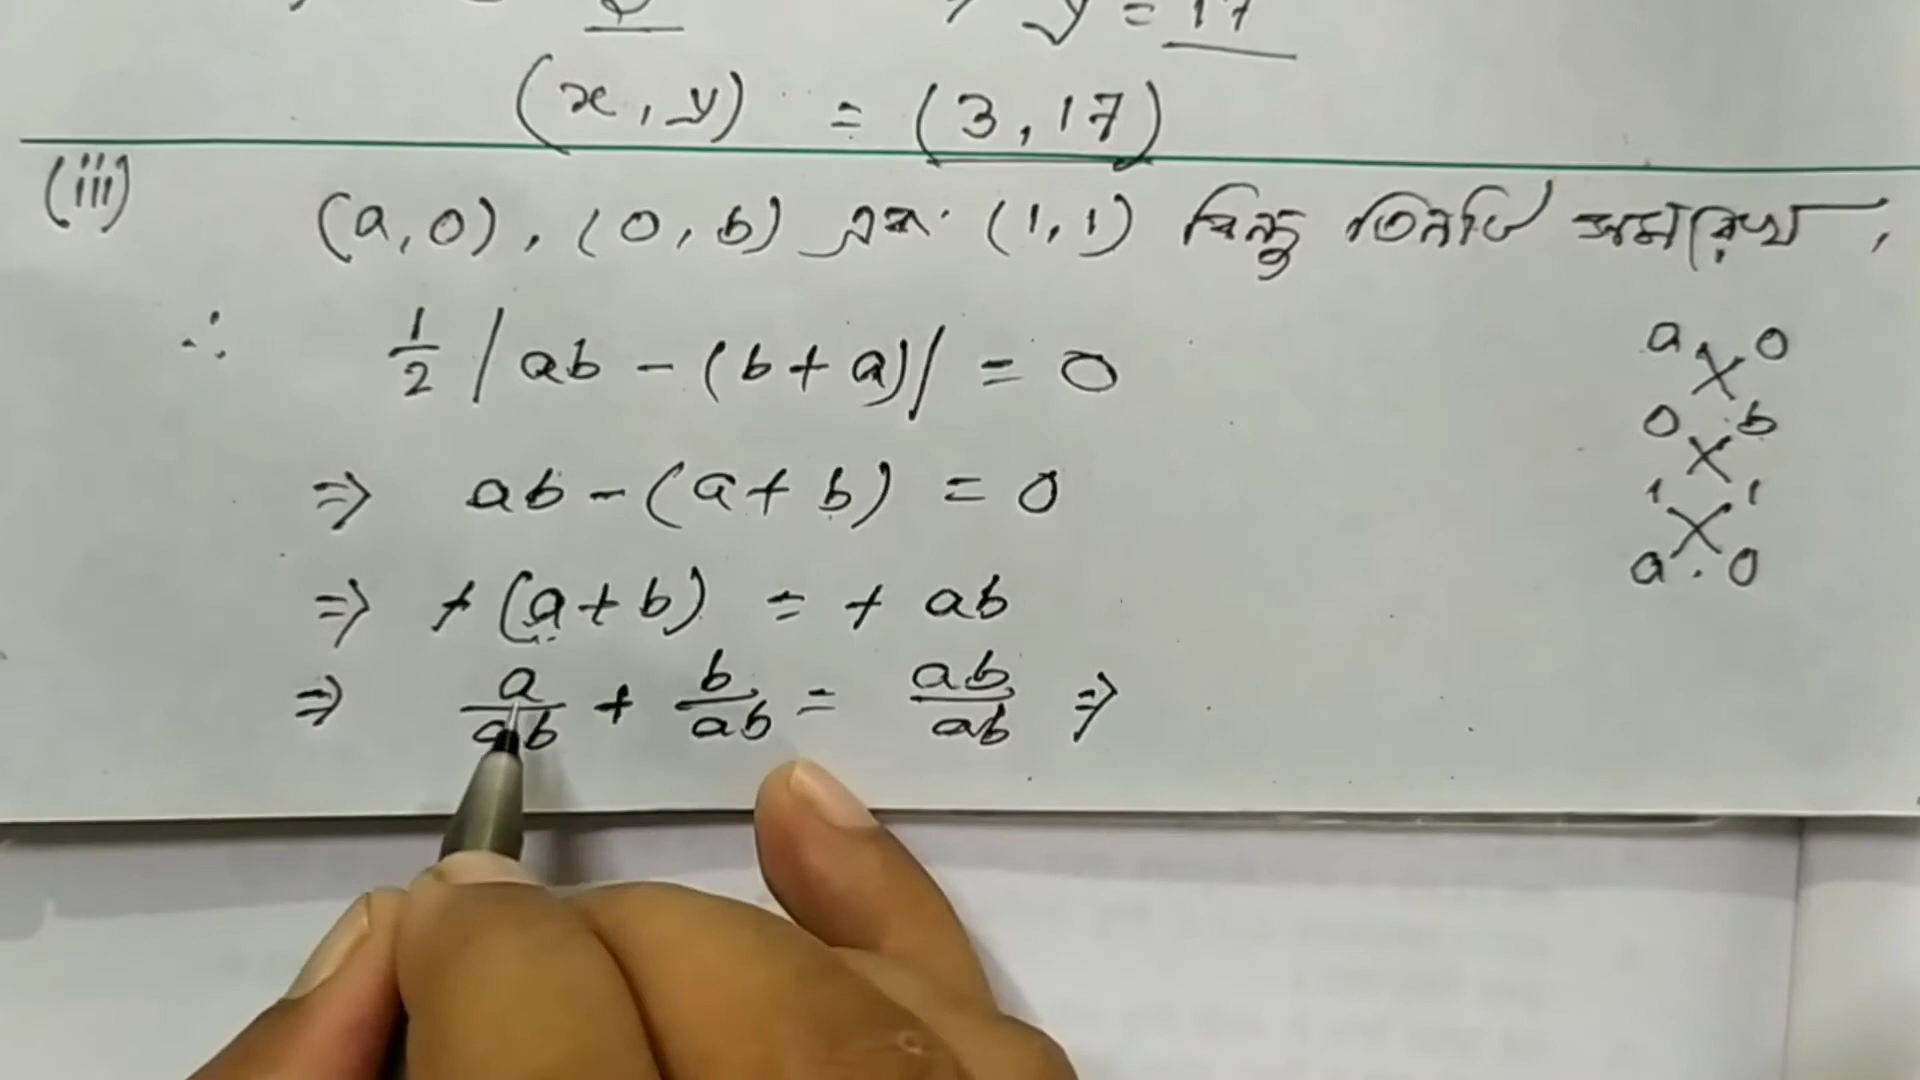 ⇒ y = 17
(x, y) = (3, 17)
(iii) (a, 0), (0, b) এবং (1, 1) বিন্দু তিনটি সমরেখ,
∴ 1/2 |ab - (b + a)| = 0
⇒ ab - (a + b) = 0
⇒ + (a + b) = + ab
⇒ a/ab + b/ab = ab/ab ⇒
a 0
0 b
1 1
a 0